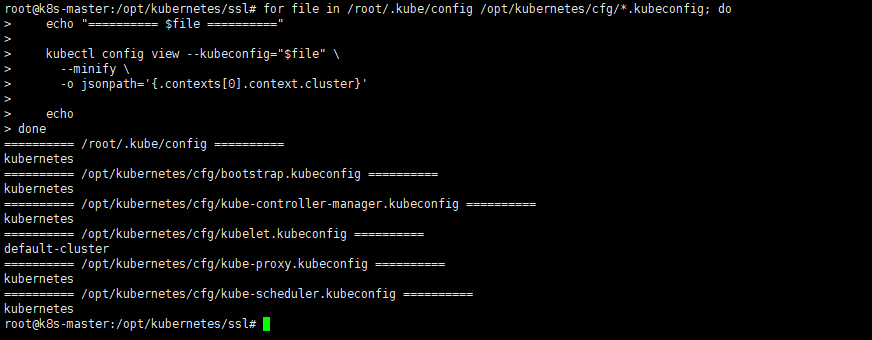 root@k8s-master:/opt/kubernetes/ssl# for file in /root/.kube/config /opt/kubernetes/cfg/*.kubeconfig; do
>     echo "========== $file =========="
>
>     kubectl config view --kubeconfig="$file" \
>       --minify \
>       -o jsonpath='{.contexts[0].context.cluster}'
>
>     echo
> done
========== /root/.kube/config ==========
kubernetes
========== /opt/kubernetes/cfg/bootstrap.kubeconfig ==========
kubernetes
========== /opt/kubernetes/cfg/kube-controller-manager.kubeconfig ==========
kubernetes
========== /opt/kubernetes/cfg/kubelet.kubeconfig ==========
default-cluster
========== /opt/kubernetes/cfg/kube-proxy.kubeconfig ==========
kubernetes
========== /opt/kubernetes/cfg/kube-scheduler.kubeconfig ==========
kubernetes
root@k8s-master:/opt/kubernetes/ssl#